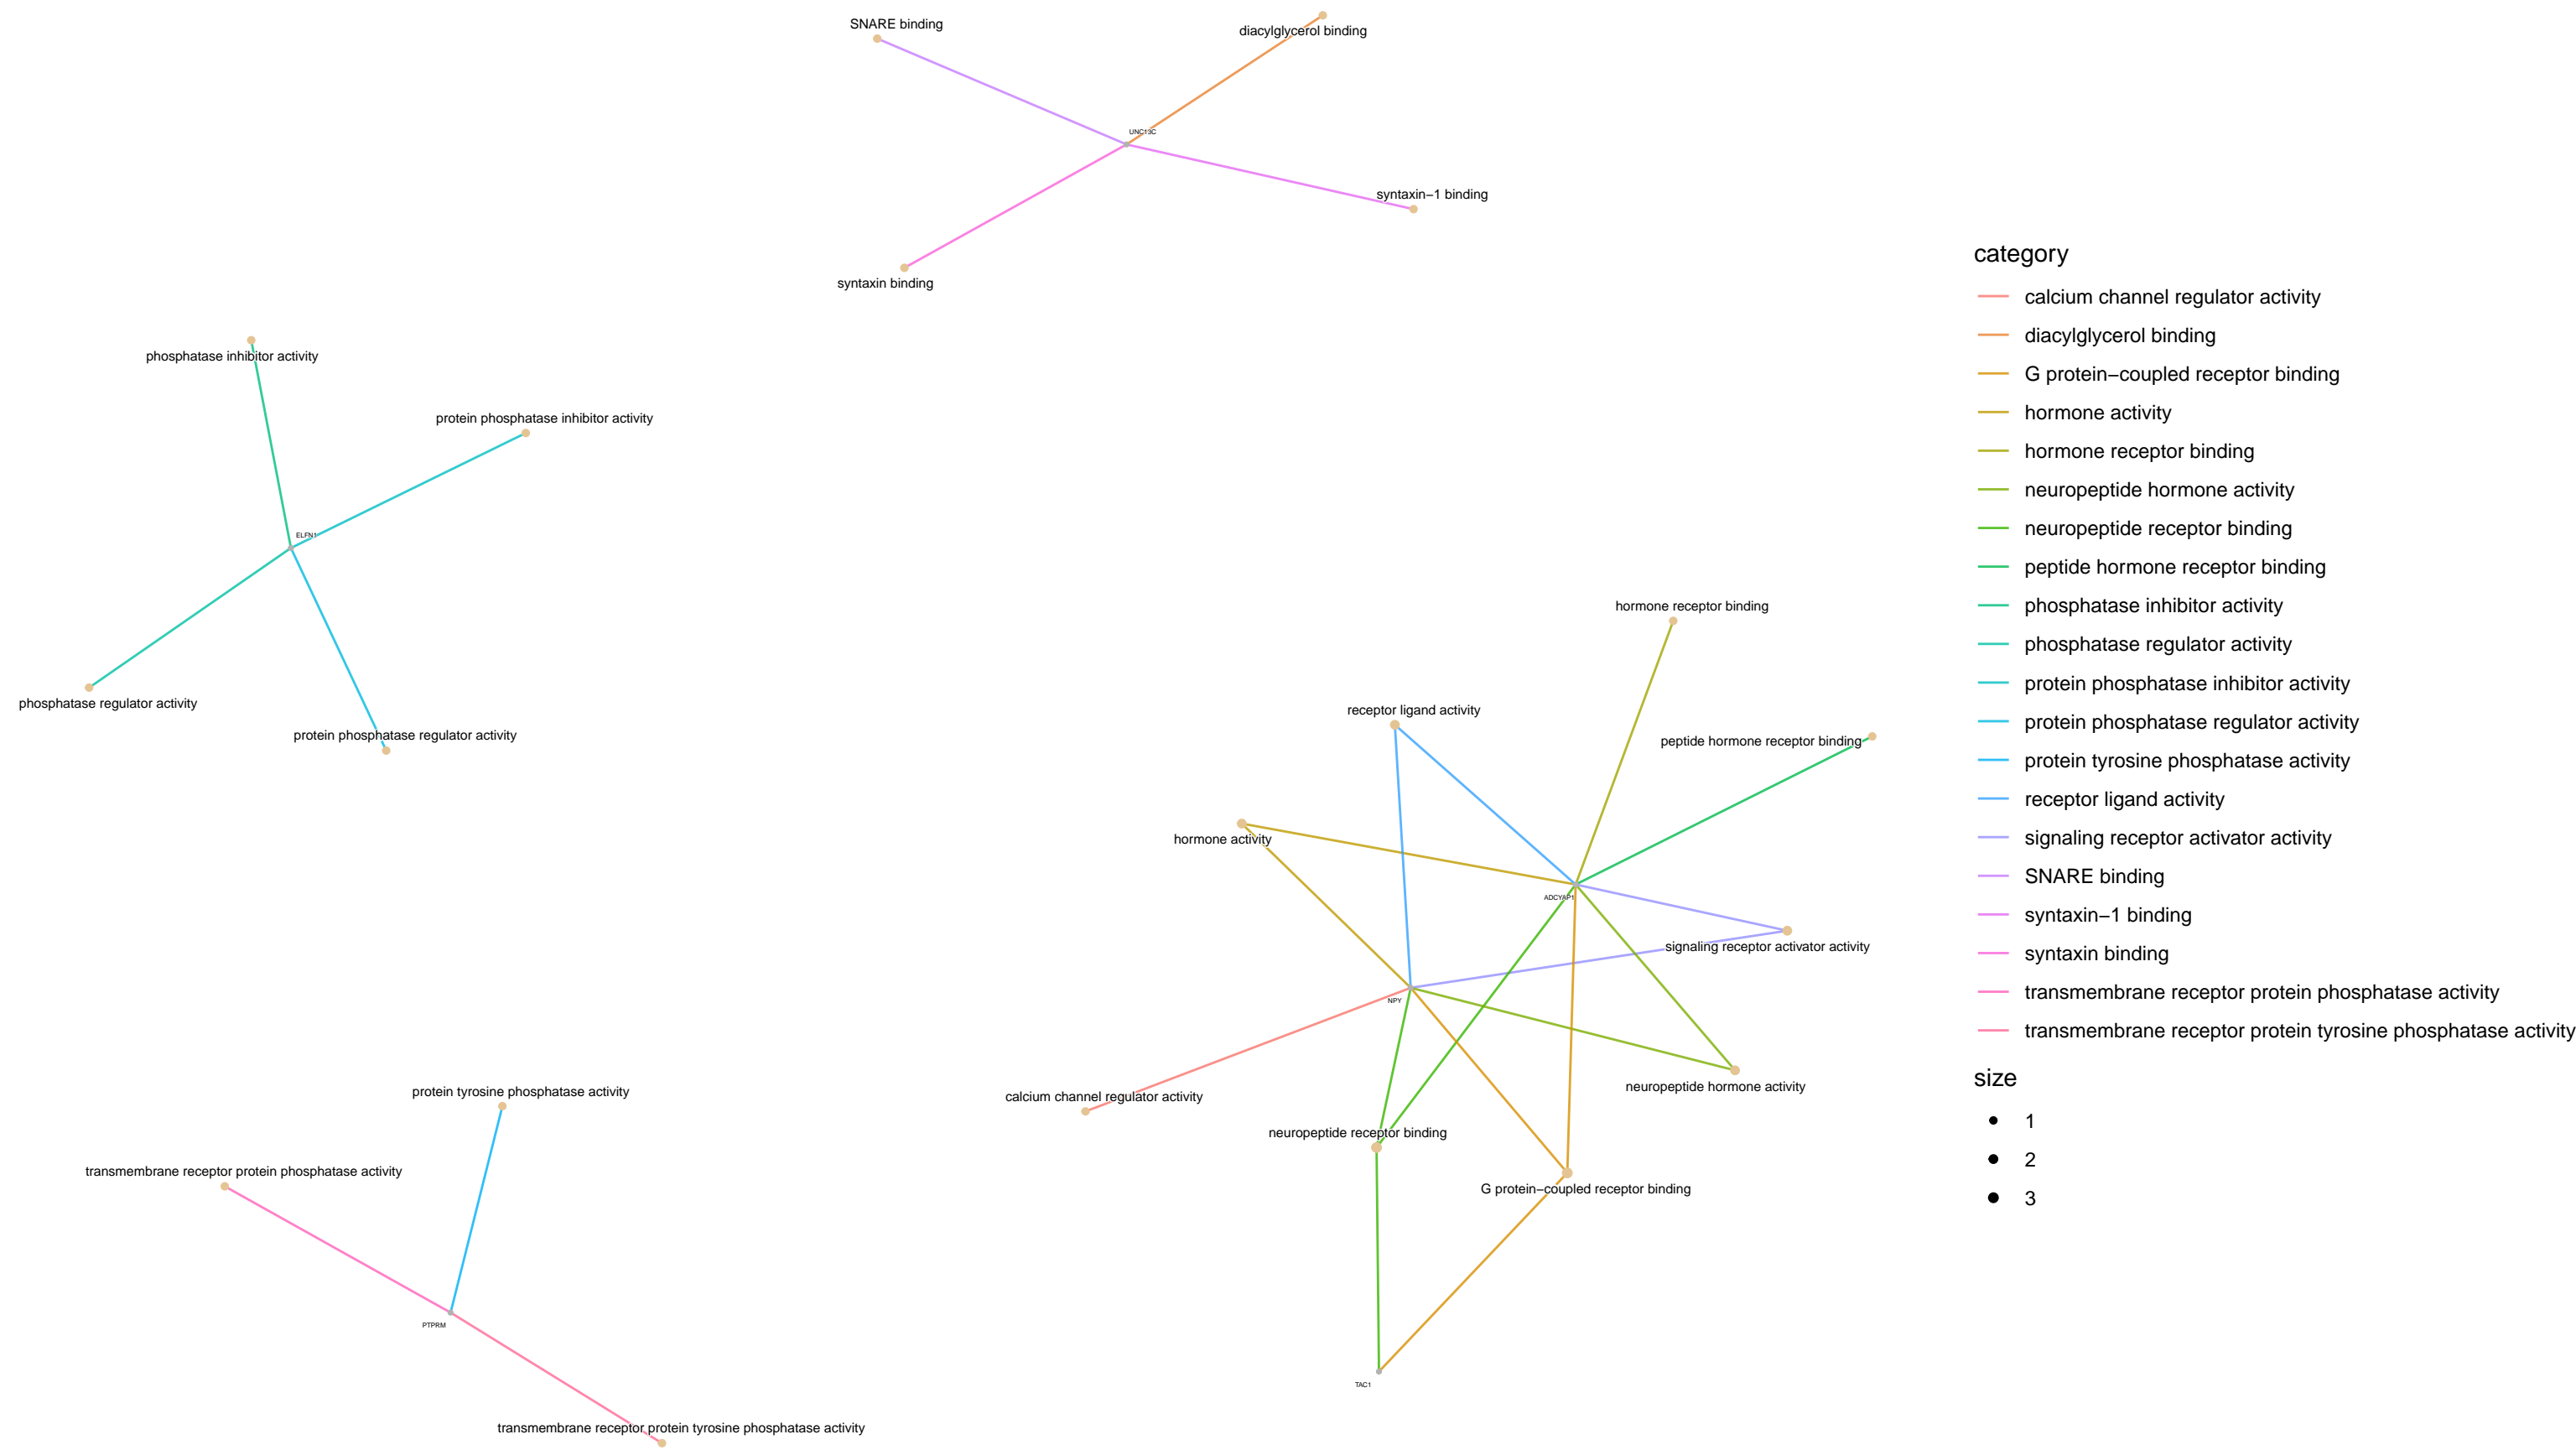 SNARE binding
diacylglycerol binding
UNC13C
syntaxin−1 binding
syntaxin binding
phosphatase inhibitor activity
protein phosphatase inhibitor activity
ELFN1
phosphatase regulator activity
protein phosphatase regulator activity
hormone receptor binding
receptor ligand activity
peptide hormone receptor binding
hormone activity
ADCYAP1
signaling receptor activator activity
NPY
neuropeptide hormone activity
calcium channel regulator activity
neuropeptide receptor binding
G protein−coupled receptor binding
TAC1
protein tyrosine phosphatase activity
transmembrane receptor protein phosphatase activity
PTPRM
transmembrane receptor protein tyrosine phosphatase activity
category
calcium channel regulator activity
diacylglycerol binding
G protein−coupled receptor binding
hormone activity
hormone receptor binding
neuropeptide hormone activity
neuropeptide receptor binding
peptide hormone receptor binding
phosphatase inhibitor activity
phosphatase regulator activity
protein phosphatase inhibitor activity
protein phosphatase regulator activity
protein tyrosine phosphatase activity
receptor ligand activity
signaling receptor activator activity
SNARE binding
syntaxin−1 binding
syntaxin binding
transmembrane receptor protein phosphatase activity
transmembrane receptor protein tyrosine phosphatase activity
size
1
2
3